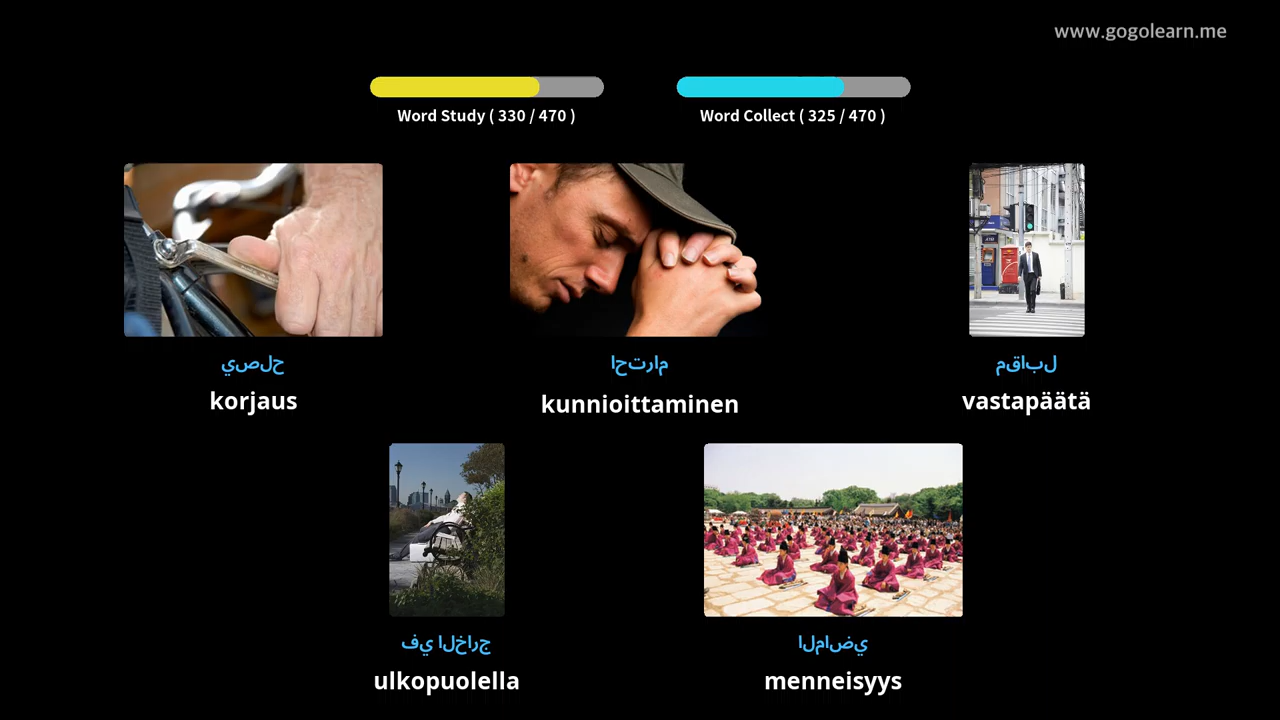 www.gogolearn.me
Word Study ( 330 / 470 )
Word Collect ( 325 / 470 )
يصلح
korjaus
احترام
kunnioittaminen
مقابل
vastapäätä
في الخارج
ulkopuolella
الماضي
menneisyys